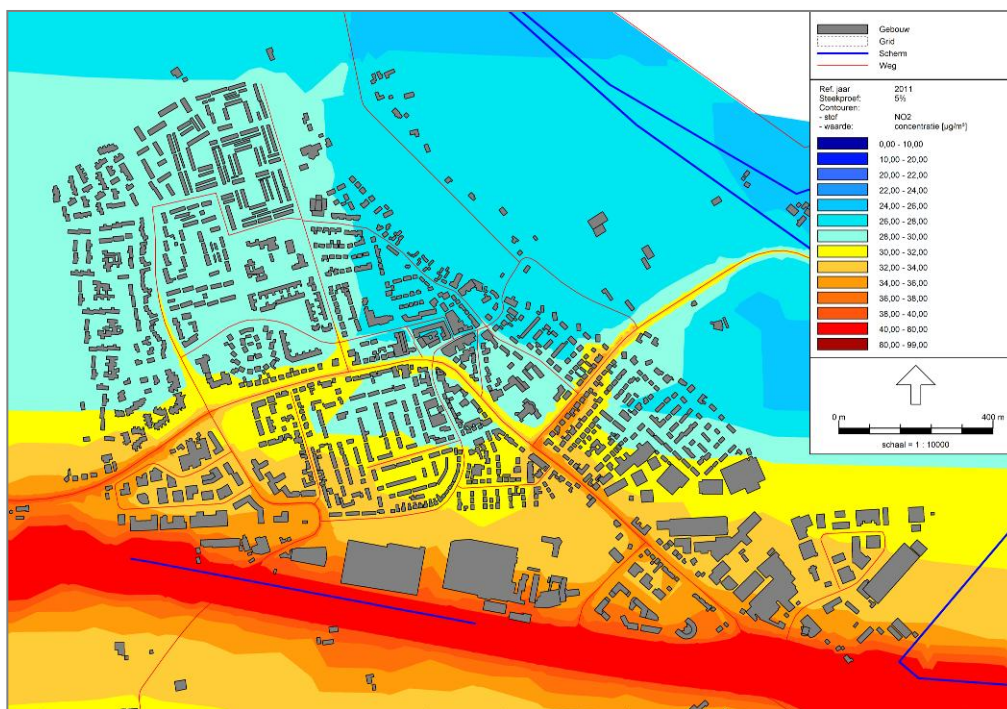 Gebouw
Grid
Scherm
Weg
Ref. jaar 2011
Steekproef: 5%
Contouren:
- stof NO2
- waarde: concentratie [µg/m³]
0,00 - 10,00
10,00 - 20,00
20,00 - 22,00
22,00 - 24,00
24,00 - 26,00
26,00 - 28,00
28,00 - 30,00
30,00 - 32,00
32,00 - 34,00
34,00 - 36,00
36,00 - 38,00
38,00 - 40,00
40,00 - 80,00
80,00 - 99,00
0 m 400 m
schaal = 1 : 10000